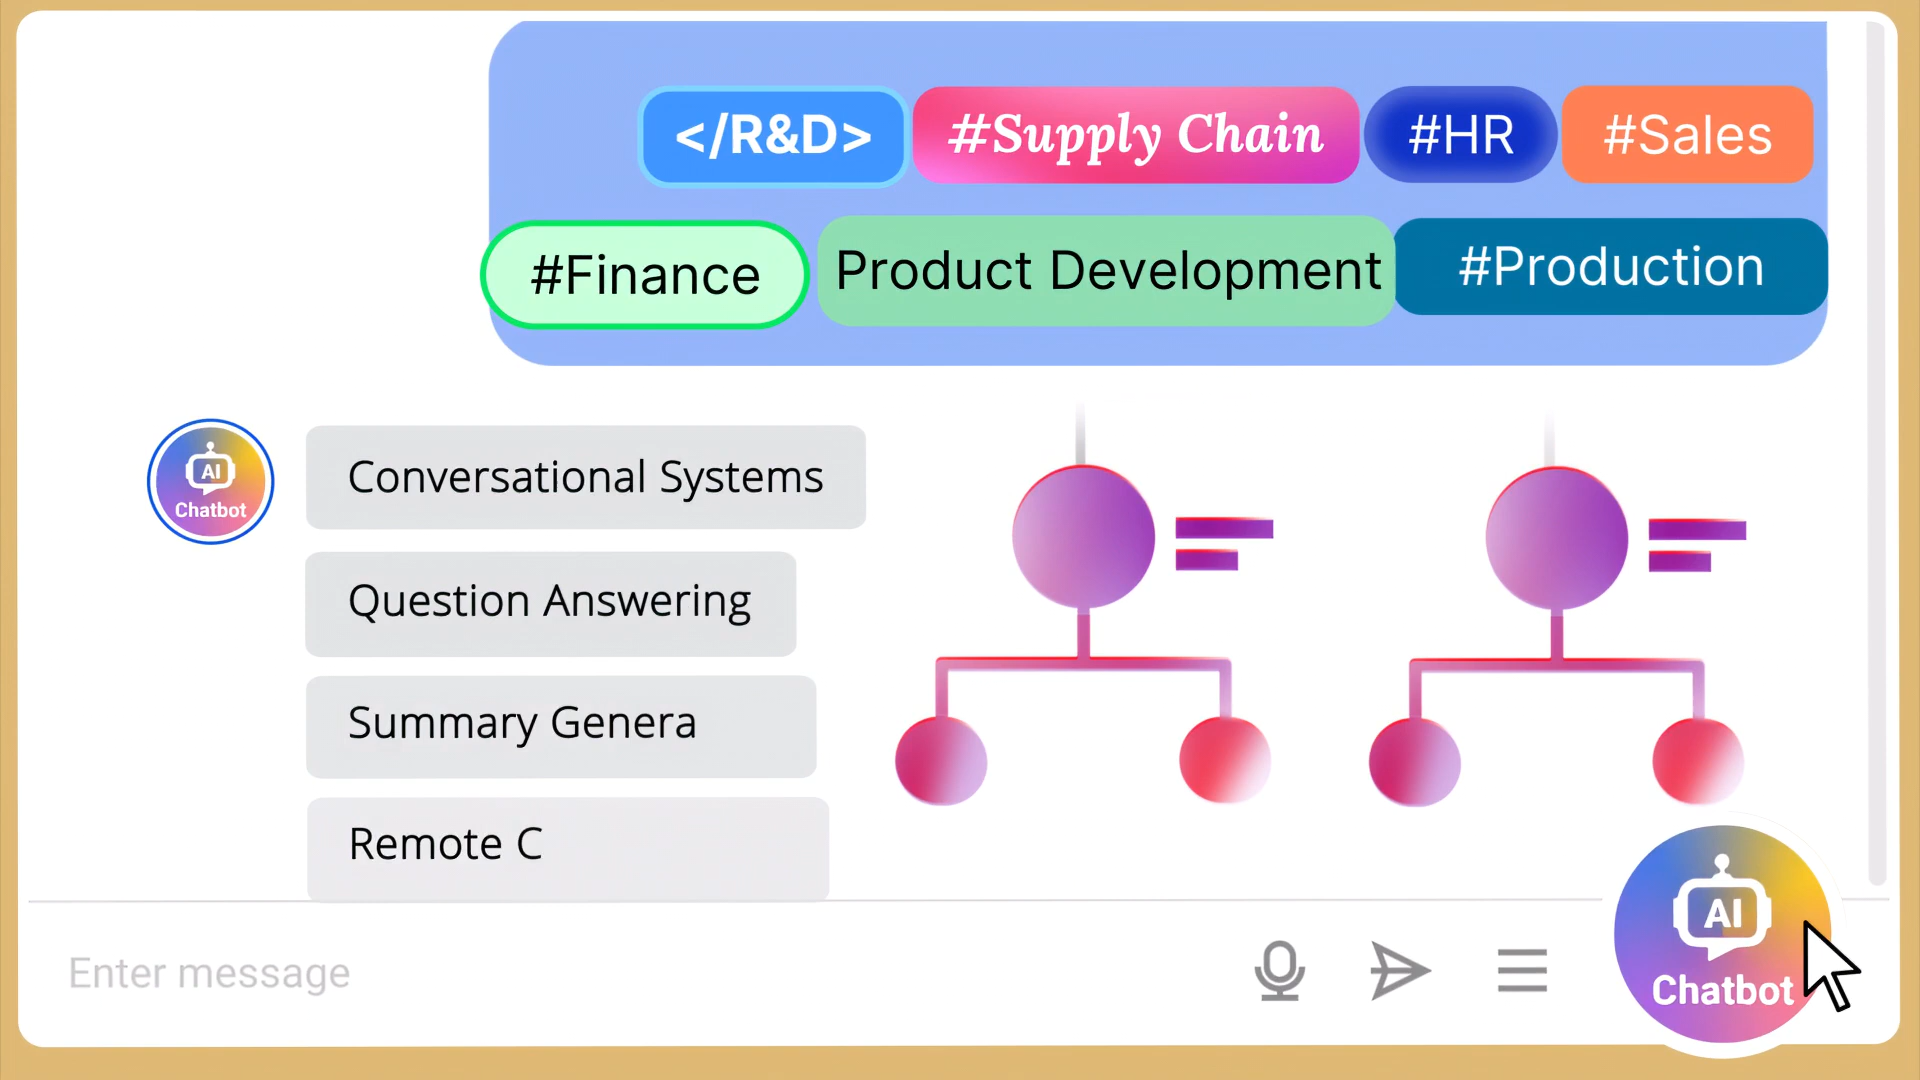 </R&D> #Supply Chain #HR #Sales
#Finance Product Development #Production
AI
Chatbot
Conversational Systems
Question Answering
Summary Genera
Remote C
Enter message
AI
Chatbot